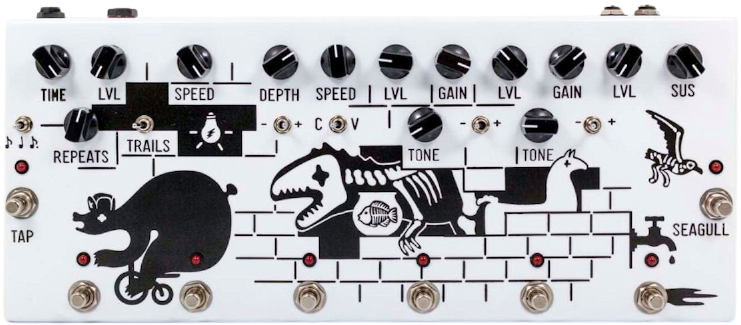 TIME LVL SPEED DEPTH SPEED LVL GAIN LVL GAIN LVL SUS
- + C V - + - +
REPEATS TRAILS TONE TONE
TAP SEAGULL